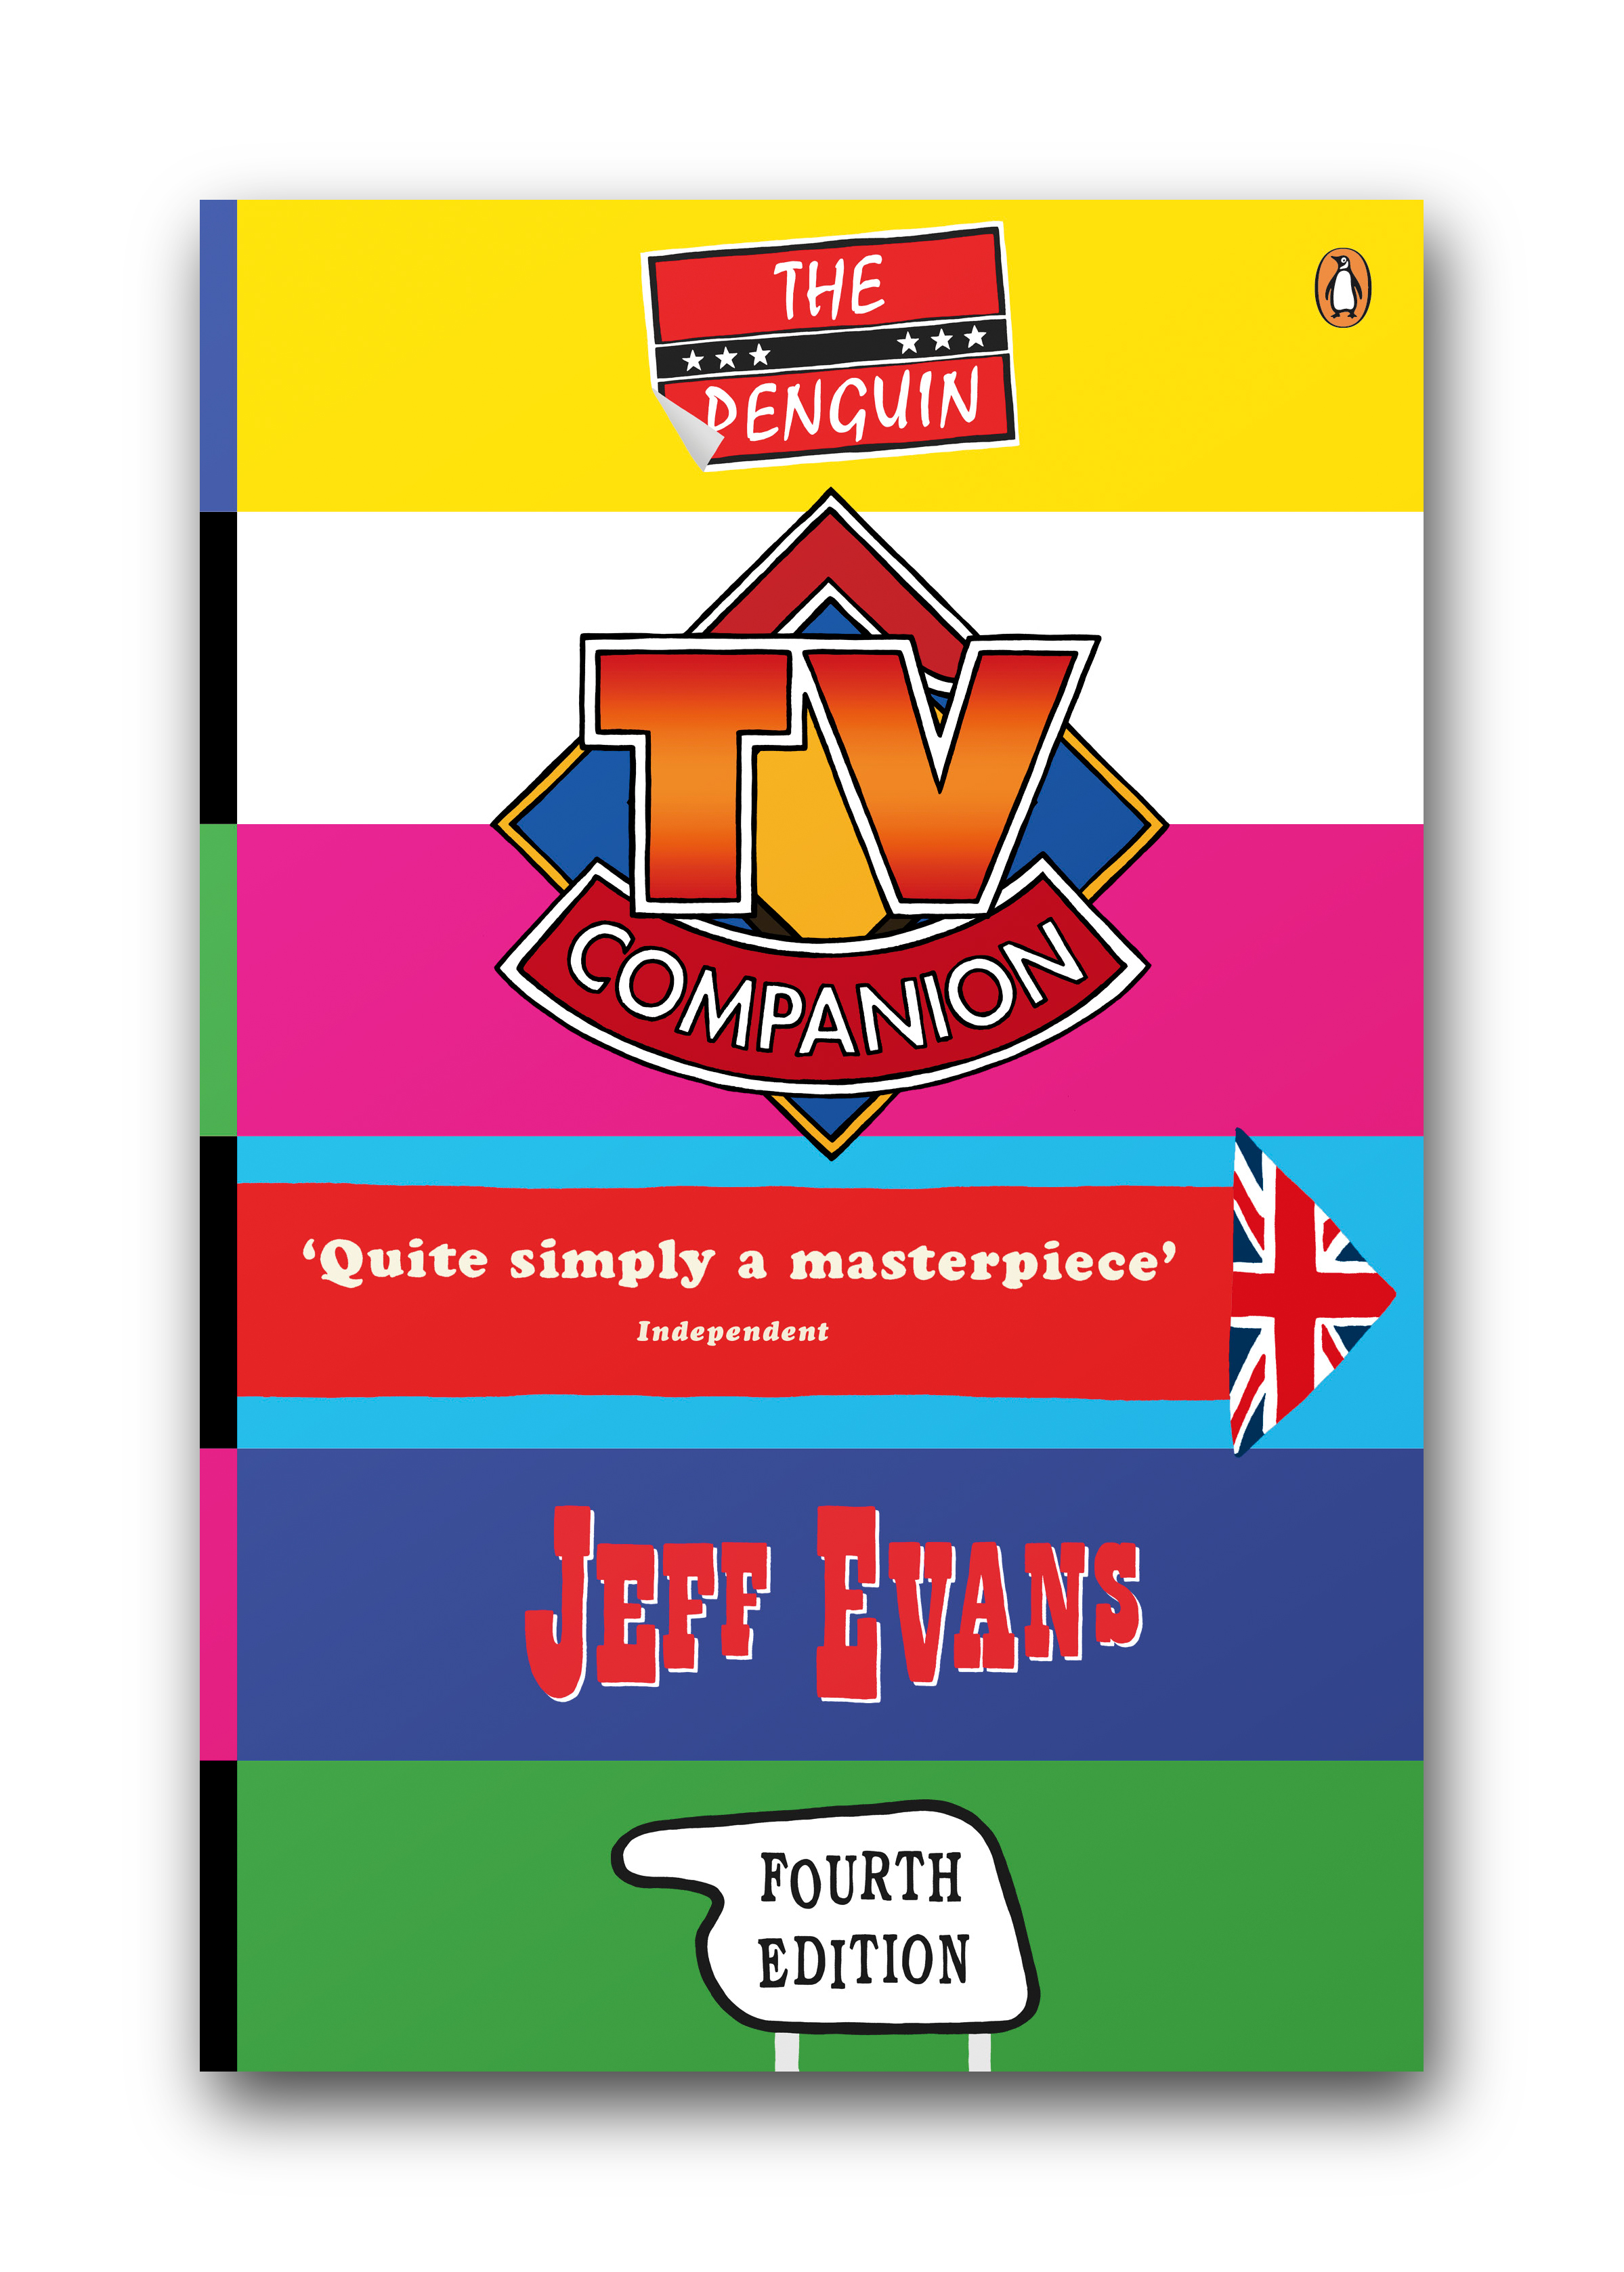 THE
PENGUIN
TV
COMPANION
‘Quite simply a masterpiece’
Independent
JEFF EVANS
FOURTH
EDITION